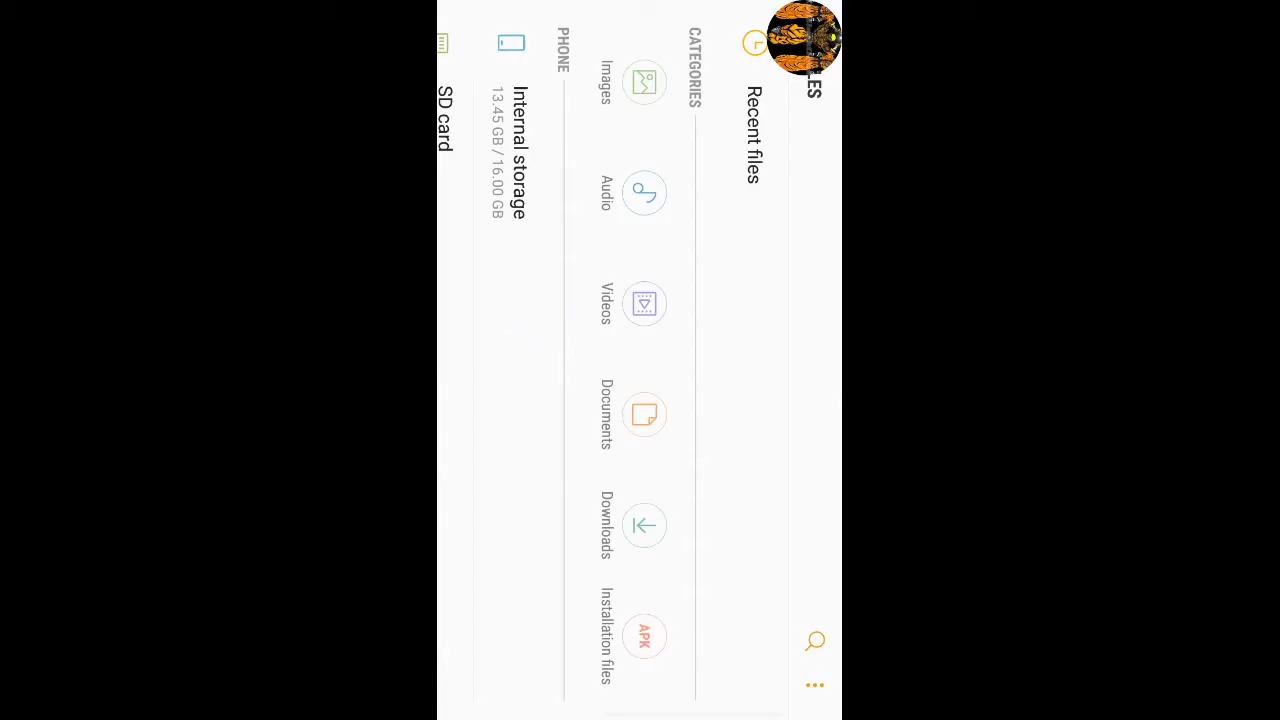 LES
Recent files
CATEGORIES
Images Audio Videos Documents Downloads Installation files
APK
PHONE
Internal storage
13.45 GB / 16.00 GB
SD card